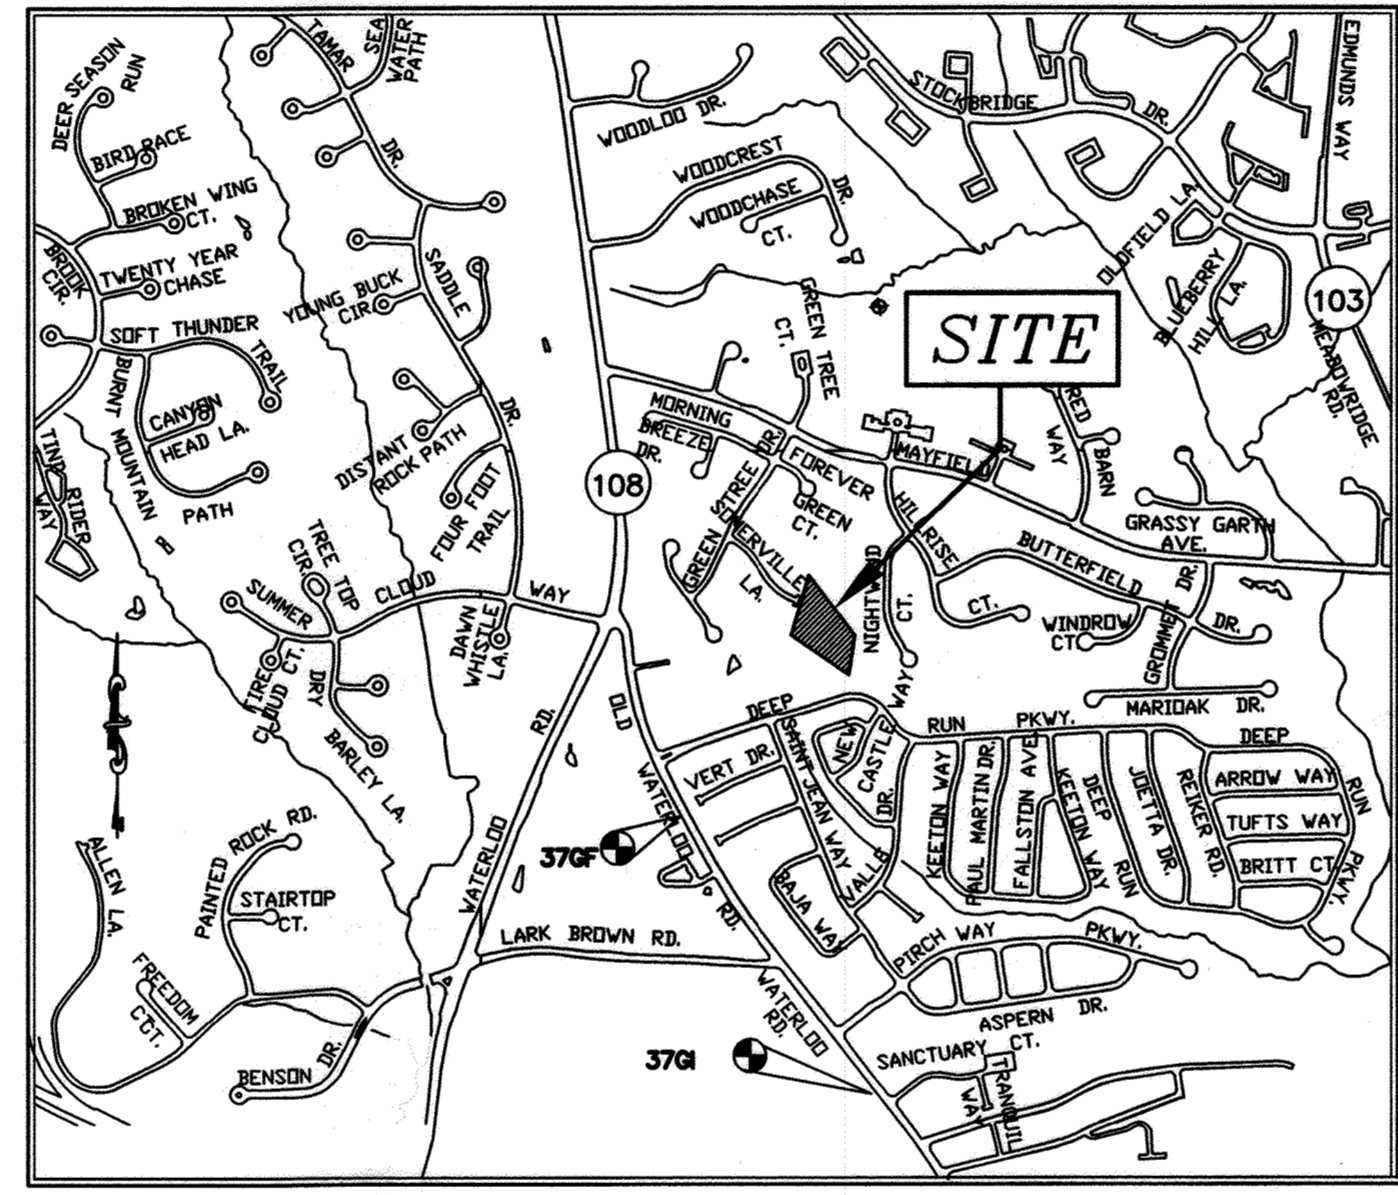 DEER SEASON
RUN
BIRD RACE
BROKEN WING
CT.
BROOK
CIR.
TWENTY YEAR
CHASE
SOFT THUNDER
TRAIL
BURNT MOUNTAIN
PATH
CANYON
HEAD LA.
RIDER
WAY
TAMAR
DR.
SEA
WATER
PATH
YOUNG BUCK
CIR.
SADDLE
DR.
DISTANT
ROCK PATH
FOUR FOOT
TRAIL
TREE TOP
CIR.
SUMMER
CLOUD
WAY
FIRE
CLOUD CT.
DRY
BARLEY LA.
DAWN
WHISTLE
LA.
WOODLOO DR.
WOODCREST
DR.
WOODCHASE
CT.
STOCKBRIDGE
DR.
EDMUNDS WAY
OLDFIELD LA.
BLUEBERRY
HILL LA.
103
MEADOWRIDGE
RD.
SITE
GREEN TREE
CT.
MORNING
BREEZE
DR.
108
FOREVER
GREEN
CT.
GREEN
STREE
DR.
SOMERVILLE
LA.
MAYFIELD
RED
BARN
WAY
GRASSY GARTH
AVE.
HILLRISE
CT.
NIGHTWIND
CT.
WAY
BUTTERFIELD
DR.
WINDROW
CT
GROMMET
DR.
MARIOAK DR.
OLD
WATERLOO
RD.
WATERLOO
RD.
DEEP
RUN
PKWY.
VERT DR.
SAINT JEAN WAY
NEW
CASTLE
DR.
KEETON WAY
PAUL MARTIN DR.
FALLSTON AVE.
KEETON WAY
DEEP
RUN
JOETTA DR.
REIKER RD.
DEEP
RUN
PKWY.
ARROW WAY
TUFTS WAY
BRITT CT.
37GF
BAJA WAY
ALLEN LA.
PAINTED ROCK RD.
STAIRTOP
CT.
FREEDOM
CT.
BENSON DR.
LARK BROWN RD.
PIRCH WAY
PKWY.
ASPERN DR.
WATERLOO
RD.
37GI
SANCTUARY CT.
TRANQUIL
WAY